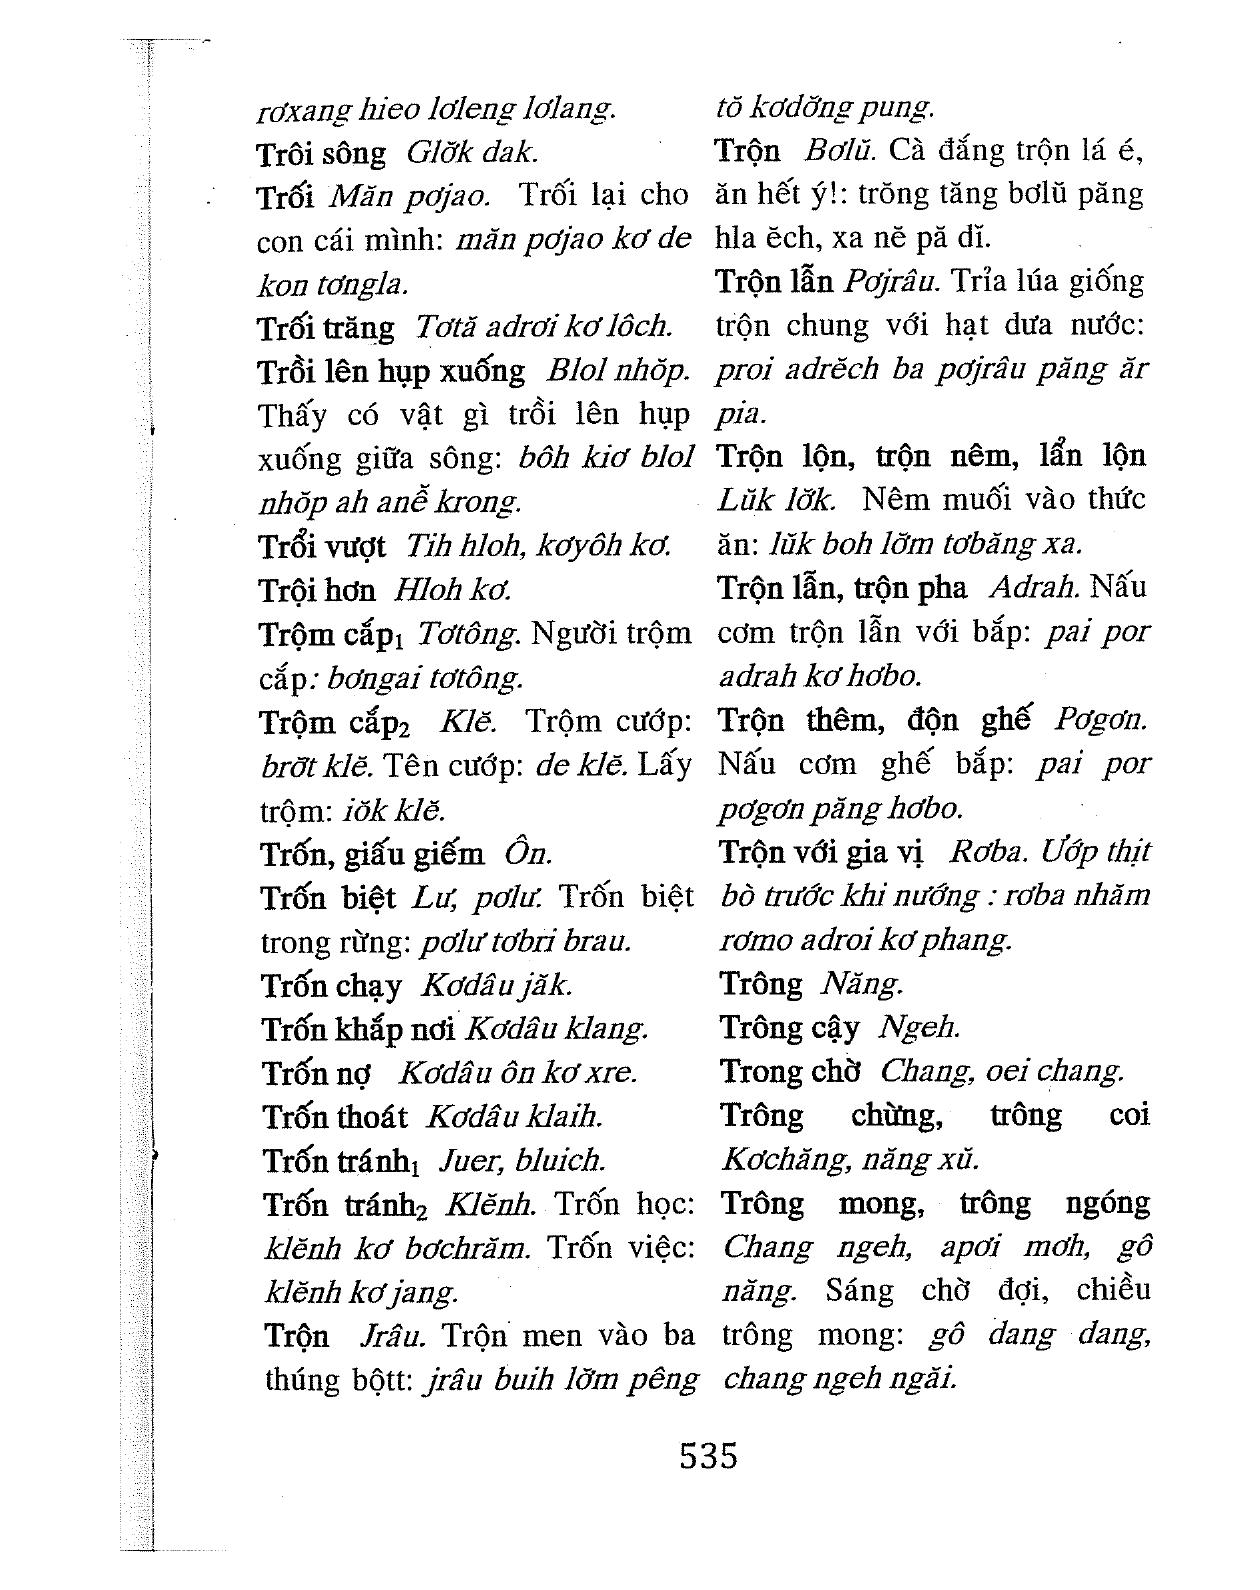 rơxang hieo lơleng lơlang.
Trôi sông Glơ̆k dak.
Trối Măn pơjao. Trối lại cho
con cái mình: măn pơjao kơ de
kon tơngla.
Trối trăng Tơtă adrơi kơ lôch.
Trồi lên hụp xuống Blol nhŏp.
Thấy có vật gì trồi lên hụp
xuống giữa sông: bôh kiơ blol
nhŏp ah anê̆ krong.
Trổi vượt Tih hloh, kơyôh kơ.
Trội hơn Hloh kơ.
Trộm cắp₁ Tơtông. Người trộm
cắp: bơngai tơtông.
Trộm cắp₂ Klĕ. Trộm cướp:
brơ̆t klĕ. Tên cướp: de klĕ. Lấy
trộm: iŏk klĕ.
Trốn, giấu giếm Ôn.
Trốn biệt Lư, pơlư. Trốn biệt
trong rừng: pơlư tơbri brau.
Trốn chạy Kơdâu jăk.
Trốn khắp nơi Kơdâu klang.
Trốn nợ Kơdâu ôn kơ xre.
Trốn thoát Kơdâu klaih.
Trốn tránh₁ Juer, bluich.
Trốn tránh₂ Klĕnh. Trốn học:
klĕnh kơ bơchrăm. Trốn việc:
klĕnh kơ jang.
Trộn Jrâu. Trộn men vào ba
thúng bộtt: jrâu buih lơ̆m pêng
tŏ kơdŏng pung.
Trộn Bơlŭ. Cà đắng trộn lá é,
ăn hết ý!: trŏng tăng bơlŭ păng
hla ĕch, xa nĕ pă dĭ.
Trộn lẫn Pơjrâu. Trỉa lúa giống
trộn chung với hạt dưa nước:
proi adrĕch ba pơjrâu păng ăr
pia.
Trộn lộn, trộn nêm, lẩn lộn
Lŭk lơ̆k. Nêm muối vào thức
ăn: lŭk boh lơ̆m tơbăng xa.
Trộn lẫn, trộn pha Adrah. Nấu
cơm trộn lẫn với bắp: pai por
adrah kơ hơbo.
Trộn thêm, độn ghế Pơgơn.
Nấu cơm ghế bắp: pai por
pơgơn păng hơbo.
Trộn với gia vị Rơba. Ướp thịt
bò trước khi nướng : rơba nhăm
rơmo adroi kơ phang.
Trông Năng.
Trông cậy Ngeh.
Trong chờ Chang, oei chang.
Trông chừng, trông coi
Kơchăng, năng xŭ.
Trông mong, trông ngóng
Chang ngeh, apơi mơh, gô
năng. Sáng chờ đợi, chiều
trông mong: gô dang dang,
chang ngeh ngăi.
535